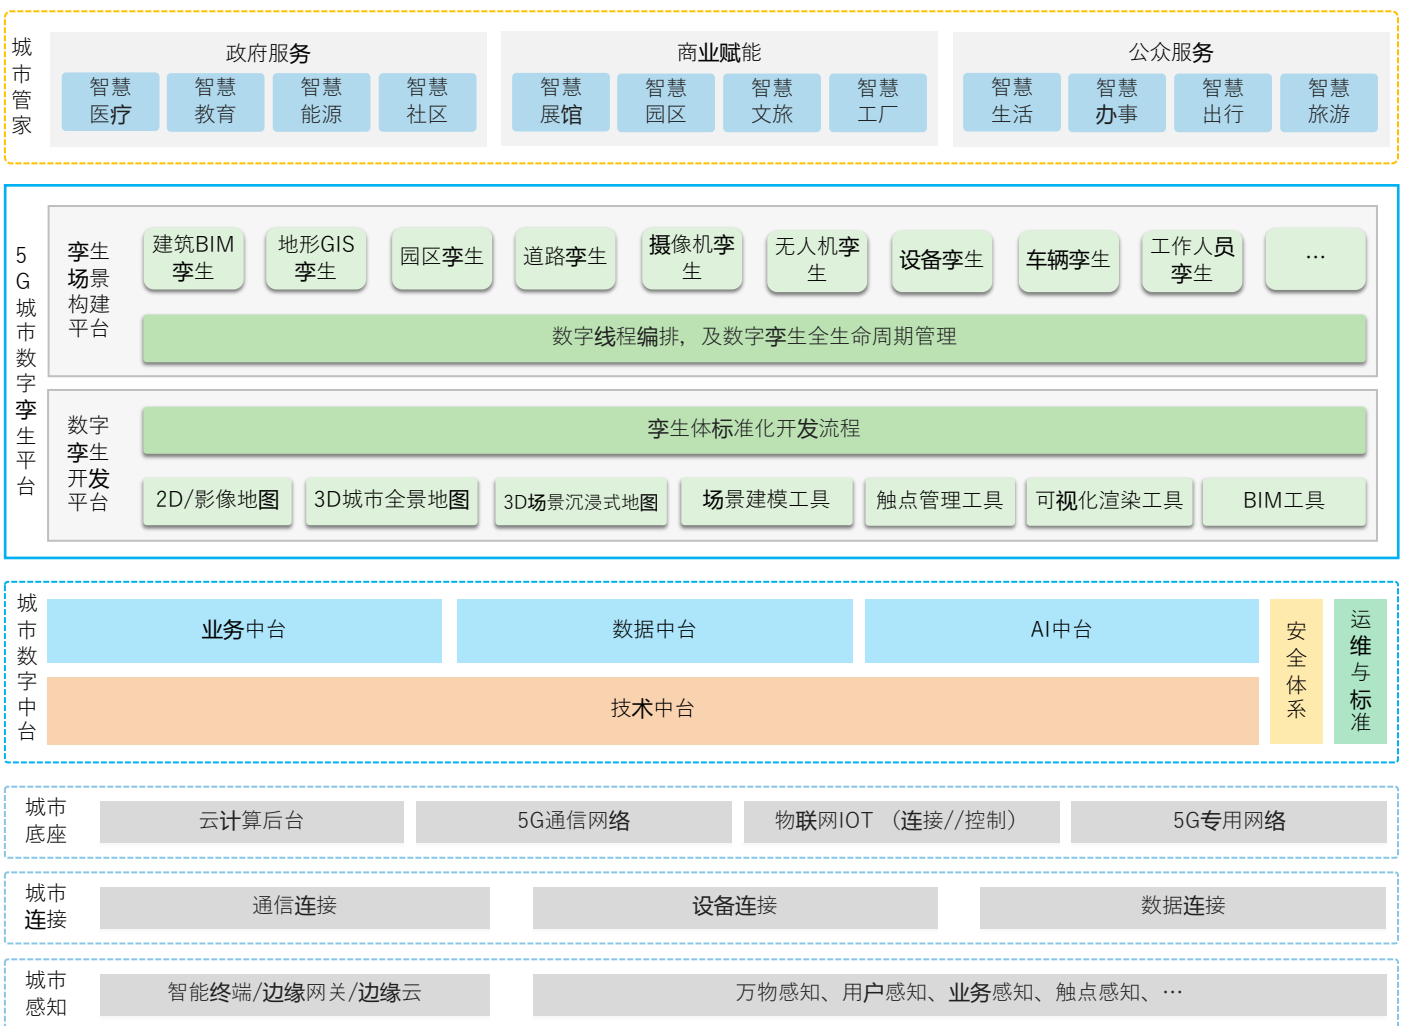 城
市
管
家
政府服务
智慧
医疗
智慧
教育
智慧
能源
智慧
社区
商业赋能
智慧
展馆
智慧
园区
智慧
文旅
智慧
工厂
公众服务
智慧
生活
智慧
办事
智慧
出行
智慧
旅游
5
G
城
市
数
字
孪
生
平
台
孪生
场景
构建
平台
建筑BIM
孪生
地形GIS
孪生
园区孪生
道路孪生
摄像机孪
生
无人机孪
生
设备孪生
车辆孪生
工作人员
孪生
…
数字线程编排，及数字孪生全生命周期管理
数字
孪生
开发
平台
孪生体标准化开发流程
2D/影像地图
3D城市全景地图
3D场景沉浸式地图
场景建模工具
触点管理工具
可视化渲染工具
BIM工具
城
市
数
字
中
台
业务中台
数据中台
AI中台
技术中台
安
全
体
系
运
维
与
标
准
城市
底座
云计算后台
5G通信网络
物联网IOT （连接//控制）
5G专用网络
城市
连接
通信连接
设备连接
数据连接
城市
感知
智能终端/边缘网关/边缘云
万物感知、用户感知、业务感知、触点感知、…